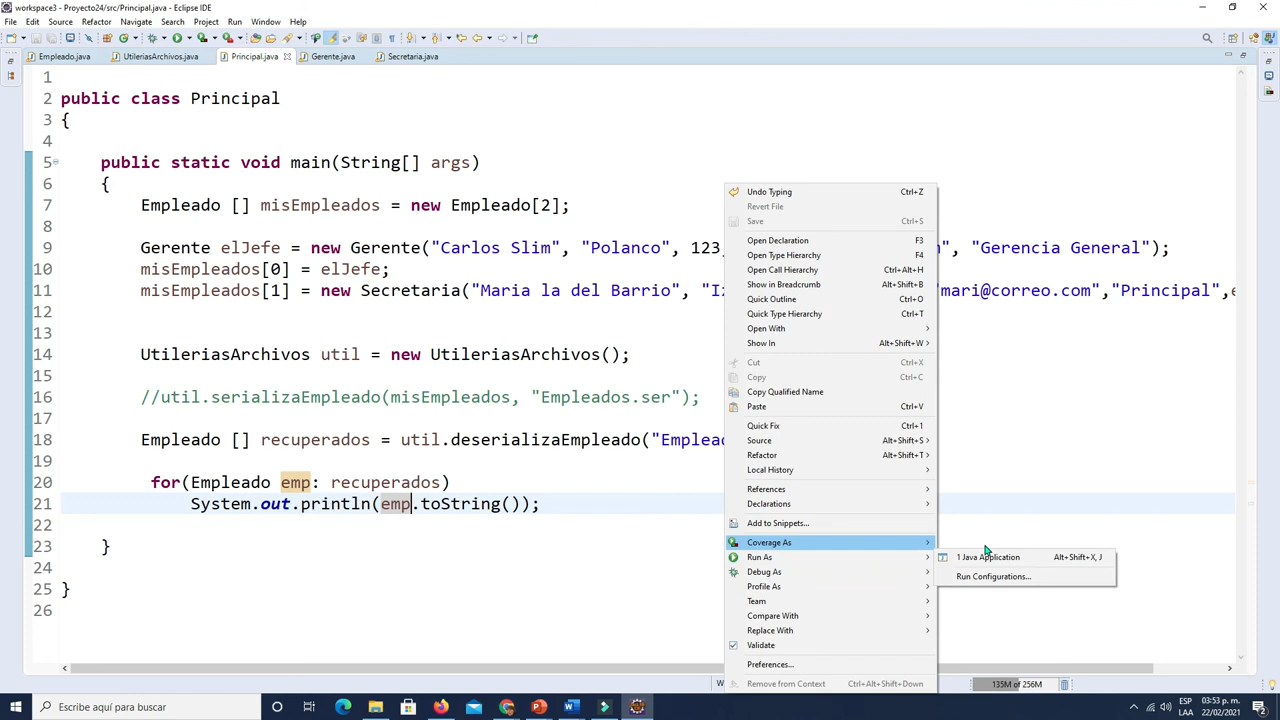 workspace3 - Proyecto24/src/Principal.java - Eclipse IDE
File Edit Source Refactor Navigate Search Project Run Window Help
Empleado.java UtileriasArchivos.java Principal.java Gerente.java Secretaria.java
1
2 public class Principal
3 {
4
5 public static void main(String[] args)
6 {
7 Empleado [] misEmpleados = new Empleado[2];
8
9 Gerente elJefe = new Gerente("Carlos Slim", "Polanco", 123 ", "Gerencia General");
10 misEmpleados[0] = elJefe;
11 misEmpleados[1] = new Secretaria("Maria la del Barrio", "Iz mari@correo.com","Principal",e
12
13
14 UtileriasArchivos util = new UtileriasArchivos();
15
16 //util.serializaEmpleado(misEmpleados, "Empleados.ser");
17
18 Empleado [] recuperados = util.deserializaEmpleado("Emplea
19
20 for(Empleado emp: recuperados)
21 System.out.println(emp.toString());
22
23 }
24
25 }
26
Undo Typing Ctrl+Z
Revert File
Save Ctrl+S
Open Declaration F3
Open Type Hierarchy F4
Open Call Hierarchy Ctrl+Alt+H
Show in Breadcrumb Alt+Shift+B
Quick Outline Ctrl+O
Quick Type Hierarchy Ctrl+T
Open With
Show In Alt+Shift+W
Cut Ctrl+X
Copy Ctrl+C
Copy Qualified Name
Paste Ctrl+V
Quick Fix Ctrl+1
Source Alt+Shift+S
Refactor Alt+Shift+T
Local History
References
Declarations
Add to Snippets...
Coverage As
Run As
Debug As
Profile As
Team
Compare With
Replace With
Validate
Preferences...
Remove from Context Ctrl+Alt+Shift+Down
1 Java Application Alt+Shift+X, J
Run Configurations...
135M of 256M
Escribe aquí para buscar
ESP 03:53 p. m.
LAA 22/02/2021
2